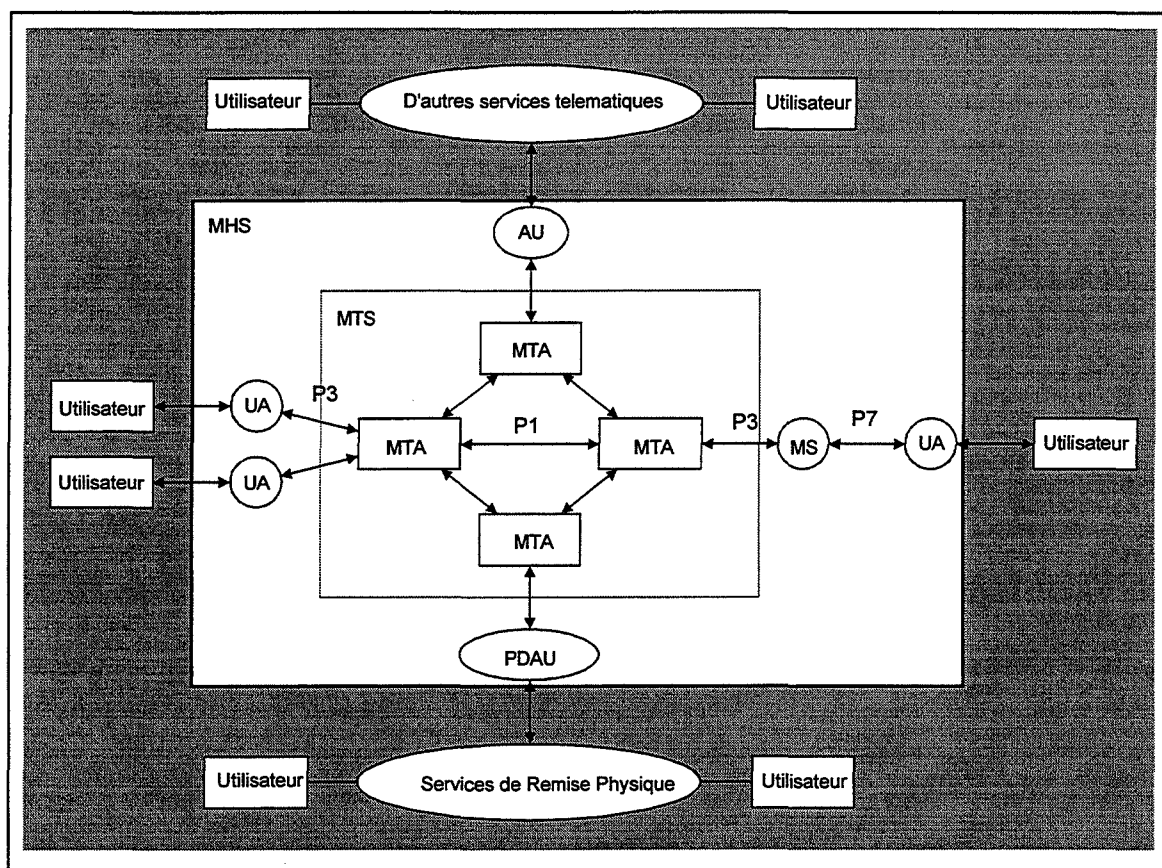 Utilisateur
D'autres services telematiques
Utilisateur
MHS
AU
MTS
MTA
Utilisateur
UA
P3
MTA
P1
MTA
P3
MS
P7
UA
Utilisateur
Utilisateur
UA
MTA
PDAU
Utilisateur
Services de Remise Physique
Utilisateur